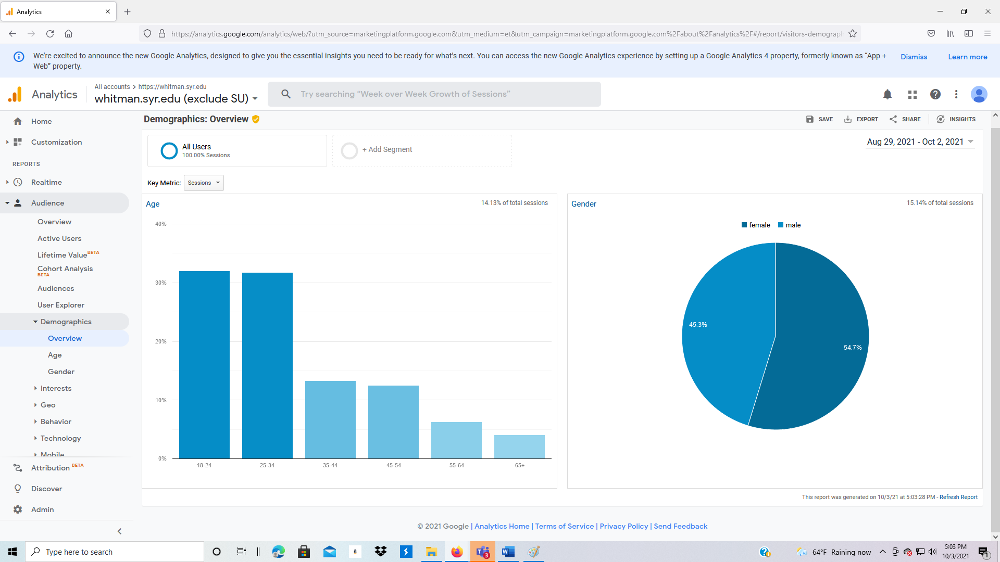 Analytics
https://analytics.google.com/analytics/web/?utm_source=marketingplatform.google.com&utm_medium=et&utm_campaign=marketingplatform.google.com%2Fabout%2Fanalytics%2F#/report/visitors-demograph
We're excited to announce the new Google Analytics, designed to give you the essential insights you need to be ready for what's next. You can access the new Google Analytics experience by setting up a Google Analytics 4 property, formerly known as “App +
Web” property.
Dismiss
Learn more
Analytics
All accounts > https://whitman.syr.edu
whitman.syr.edu (exclude SU)
Try searching “Week over Week Growth of Sessions”
Home
Customization
REPORTS
Realtime
Audience
Overview
Active Users
Lifetime Value BETA
Cohort Analysis
BETA
Audiences
User Explorer
Demographics
Overview
Age
Gender
Interests
Geo
Behavior
Technology
Mobile
Attribution BETA
Discover
Admin
Demographics: Overview
SAVE
EXPORT
SHARE
INSIGHTS
All Users
100.00% Sessions
+ Add Segment
Aug 29, 2021 - Oct 2, 2021
Key Metric: Sessions
Age
14.13% of total sessions
40%
30%
20%
10%
0%
18-24 25-34 35-44 45-54 55-64 65+
Gender
15.14% of total sessions
female male
45.3%
54.7%
This report was generated on 10/3/21 at 5:03:28 PM - Refresh Report
© 2021 Google | Analytics Home | Terms of Service | Privacy Policy | Send Feedback
Type here to search
a
3
64°F Raining now
5:03 PM
10/3/2021
1